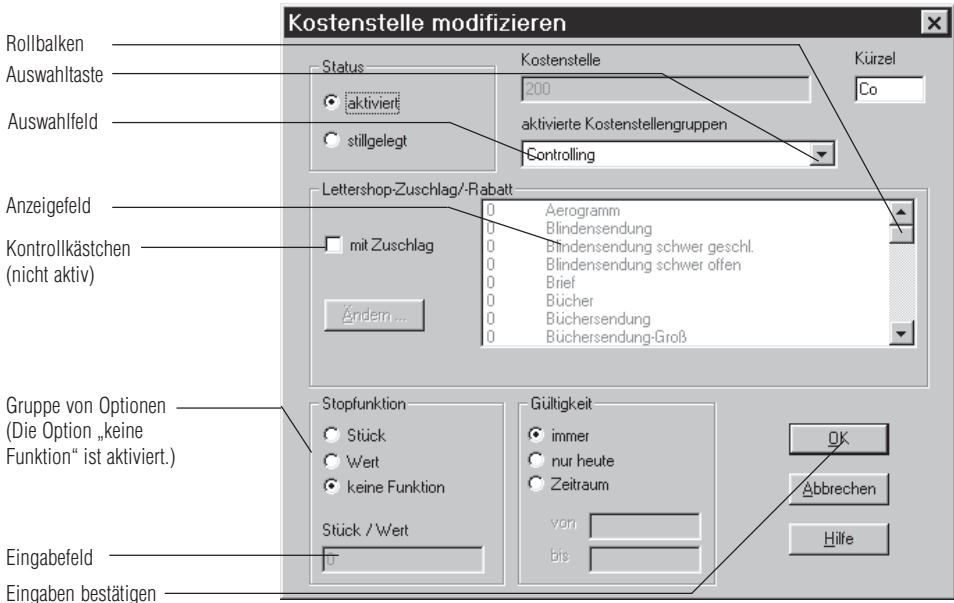 Kostenstelle modifizieren
Rollbalken
Auswahltaste
Auswahlfeld
Anzeigefeld
Kontrollkästchen
(nicht aktiv)
Gruppe von Optionen
(Die Option „keine
Funktion“ ist aktiviert.)
Eingabefeld
Eingaben bestätigen
Status
aktiviert
stillgelegt
Kostenstelle
200
Kürzel
Co
aktivierte Kostenstellengruppen
Controlling
Lettershop-Zuschlag/-Rabatt
mit Zuschlag
Ändern ...
0 Aerogramm
0 Blindensendung
0 Blindensendung schwer geschl.
0 Blindensendung schwer offen
0 Brief
0 Bücher
0 Büchersendung
0 Büchersendung-Groß
Stopfunktion
Stück
Wert
keine Funktion
Stück / Wert
0
Gültigkeit
immer
nur heute
Zeitraum
von
bis
OK
Abbrechen
Hilfe